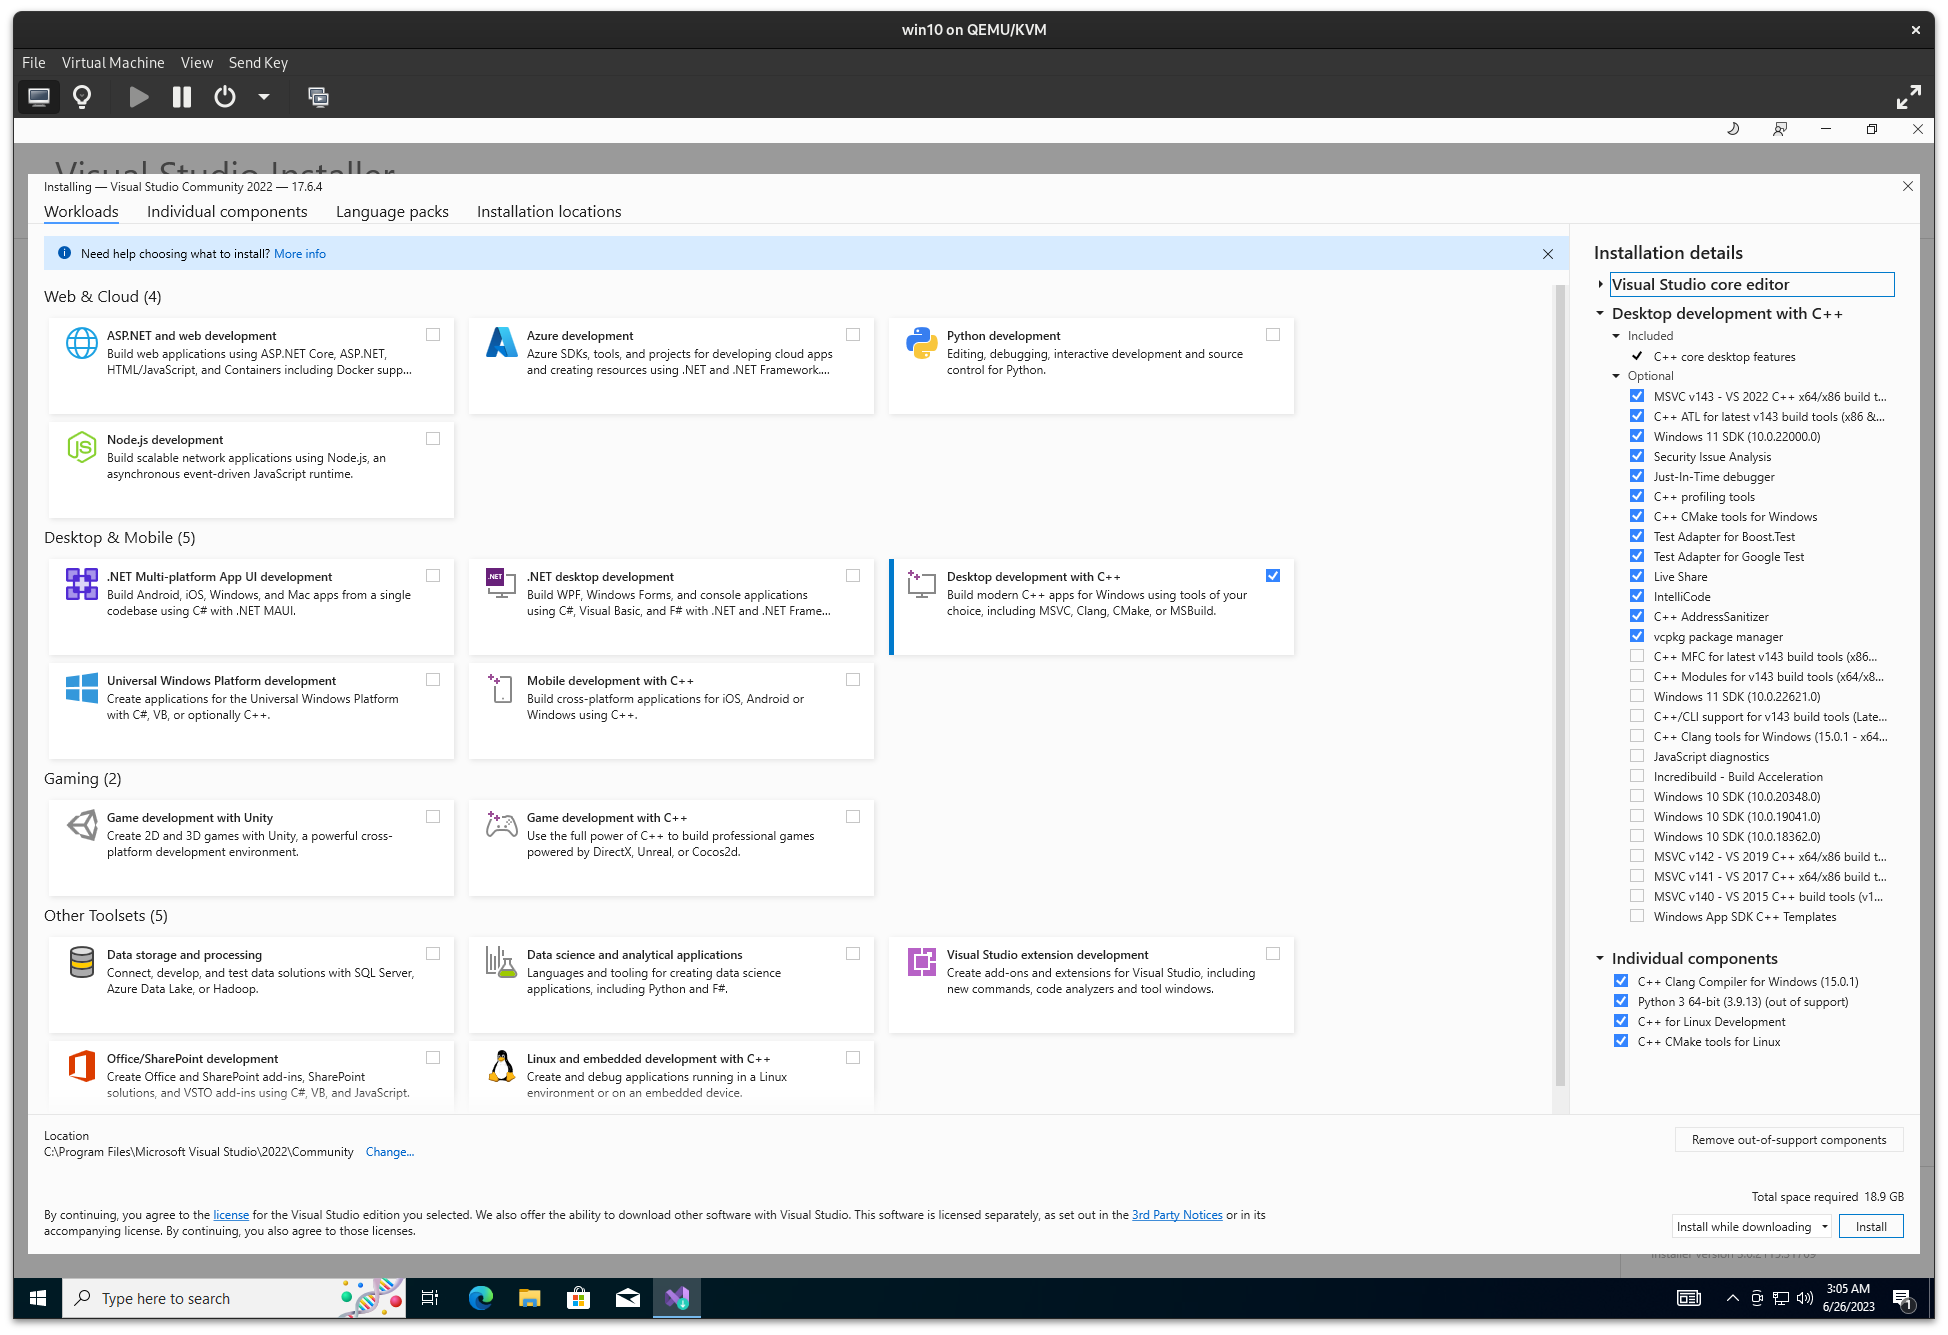 win10 on QEMU/KVM
File Virtual Machine View Send Key
Visual Studio Installer
Installing — Visual Studio Community 2022 — 17.6.4
Workloads Individual components Language packs Installation locations
Need help choosing what to install? More info
Web & Cloud (4)
ASP.NET and web development
Build web applications using ASP.NET Core, ASP.NET,
HTML/JavaScript, and Containers including Docker supp...
Azure development
Azure SDKs, tools, and projects for developing cloud apps
and creating resources using .NET and .NET Framework....
Python development
Editing, debugging, interactive development and source
control for Python.
Node.js development
Build scalable network applications using Node.js, an
asynchronous event-driven JavaScript runtime.
Desktop & Mobile (5)
.NET Multi-platform App UI development
Build Android, iOS, Windows, and Mac apps from a single
codebase using C# with .NET MAUI.
.NET
.NET desktop development
Build WPF, Windows Forms, and console applications
using C#, Visual Basic, and F# with .NET and .NET Frame...
Desktop development with C++
Build modern C++ apps for Windows using tools of your
choice, including MSVC, Clang, CMake, or MSBuild.
Universal Windows Platform development
Create applications for the Universal Windows Platform
with C#, VB, or optionally C++.
Mobile development with C++
Build cross-platform applications for iOS, Android or
Windows using C++.
Gaming (2)
Game development with Unity
Create 2D and 3D games with Unity, a powerful cross-
platform development environment.
Game development with C++
Use the full power of C++ to build professional games
powered by DirectX, Unreal, or Cocos2d.
Other Toolsets (5)
Data storage and processing
Connect, develop, and test data solutions with SQL Server,
Azure Data Lake, or Hadoop.
Data science and analytical applications
Languages and tooling for creating data science
applications, including Python and F#.
Visual Studio extension development
Create add-ons and extensions for Visual Studio, including
new commands, code analyzers and tool windows.
Office/SharePoint development
Create Office and SharePoint add-ins, SharePoint
solutions, and VSTO add-ins using C#, VB, and JavaScript.
Linux and embedded development with C++
Create and debug applications running in a Linux
environment or on an embedded device.
Installation details
Visual Studio core editor
Desktop development with C++
Included
C++ core desktop features
Optional
MSVC v143 - VS 2022 C++ x64/x86 build t...
C++ ATL for latest v143 build tools (x86 &...
Windows 11 SDK (10.0.22000.0)
Security Issue Analysis
Just-In-Time debugger
C++ profiling tools
C++ CMake tools for Windows
Test Adapter for Boost.Test
Test Adapter for Google Test
Live Share
IntelliCode
C++ AddressSanitizer
vcpkg package manager
C++ MFC for latest v143 build tools (x86...
C++ Modules for v143 build tools (x64/x8...
Windows 11 SDK (10.0.22621.0)
C++/CLI support for v143 build tools (Late...
C++ Clang tools for Windows (15.0.1 - x64...
JavaScript diagnostics
Incredibuild - Build Acceleration
Windows 10 SDK (10.0.20348.0)
Windows 10 SDK (10.0.19041.0)
Windows 10 SDK (10.0.18362.0)
MSVC v142 - VS 2019 C++ x64/x86 build t...
MSVC v141 - VS 2017 C++ x64/x86 build t...
MSVC v140 - VS 2015 C++ build tools (v1...
Windows App SDK C++ Templates
Individual components
C++ Clang Compiler for Windows (15.0.1)
Python 3 64-bit (3.9.13) (out of support)
C++ for Linux Development
C++ CMake tools for Linux
Location
C:\Program Files\Microsoft Visual Studio\2022\Community Change...
Remove out-of-support components
Total space required 18.9 GB
By continuing, you agree to the license for the Visual Studio edition you selected. We also offer the ability to download other software with Visual Studio. This software is licensed separately, as set out in the 3rd Party Notices or in its
accompanying license. By continuing, you also agree to those licenses.
Install while downloading Install
Type here to search
3:05 AM
6/26/2023
1